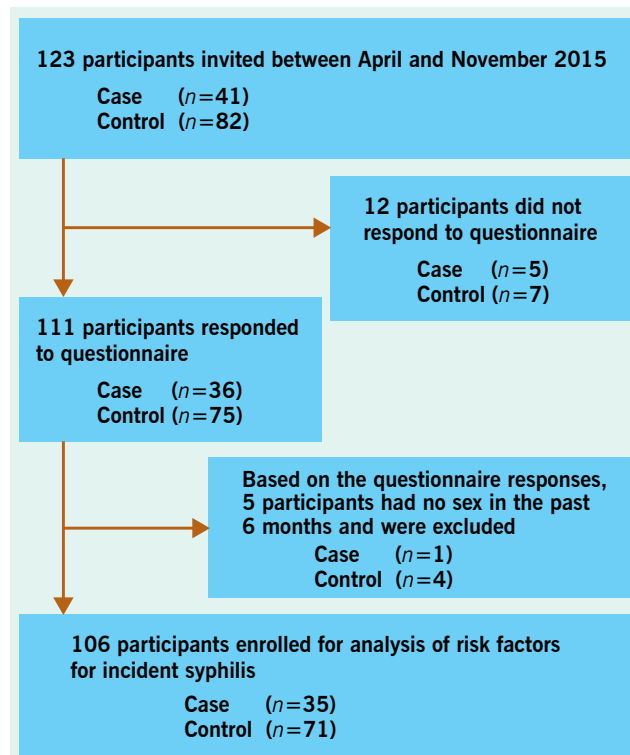 123 participants invited between April and November 2015
Case (n=41)
Control (n=82)
12 participants did not
respond to questionnaire
Case (n=5)
Control (n=7)
111 participants responded
to questionnaire
Case (n=36)
Control (n=75)
Based on the questionnaire responses,
5 participants had no sex in the past
6 months and were excluded
Case (n=1)
Control (n=4)
106 participants enrolled for analysis of risk factors
for incident syphilis
Case (n=35)
Control (n=71)